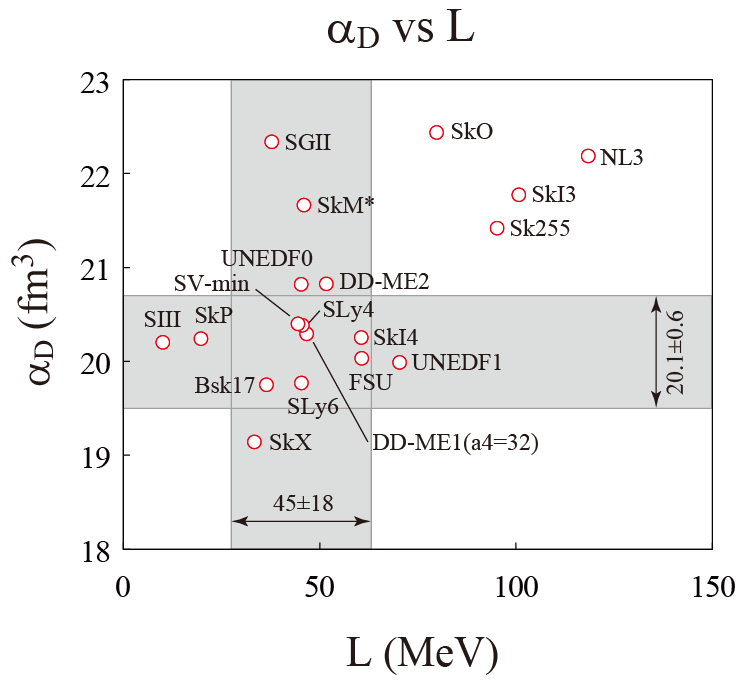 α_D vs L
23
22
21
20
19
18
α_D (fm³)
SGII
SkO
NL3
SkM*
SkI3
Sk255
UNEDF0
SV-min
DD-ME2
SLy4
SIII
SkP
SkI4
FSU
UNEDF1
Bsk17
SLy6
SkX
DD-ME1(a4=32)
20.1±0.6
45±18
0
50
100
150
L (MeV)